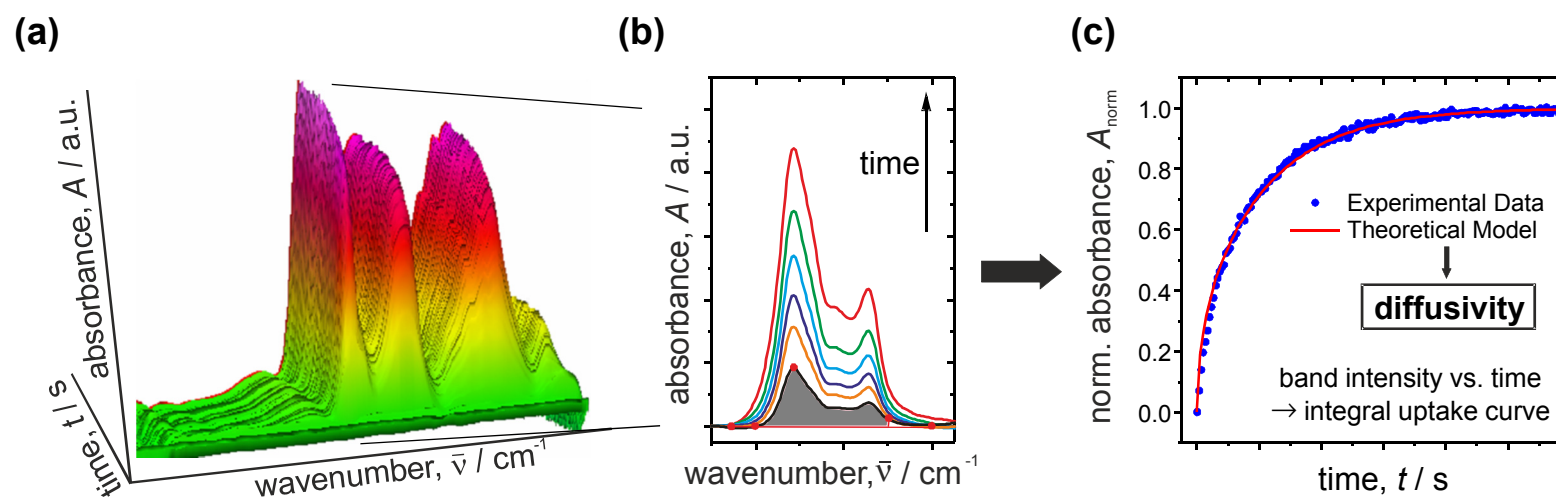 (a)
absorbance, A / a.u.
time, t / s
wavenumber, ν̄ / cm⁻¹
(b)
absorbance, A / a.u.
time
wavenumber, ν̄ / cm⁻¹
(c)
norm. absorbance, A_norm
1.0
0.8
0.6
0.4
0.2
0.0
Experimental Data
Theoretical Model
diffusivity
band intensity vs. time
→ integral uptake curve
time, t / s